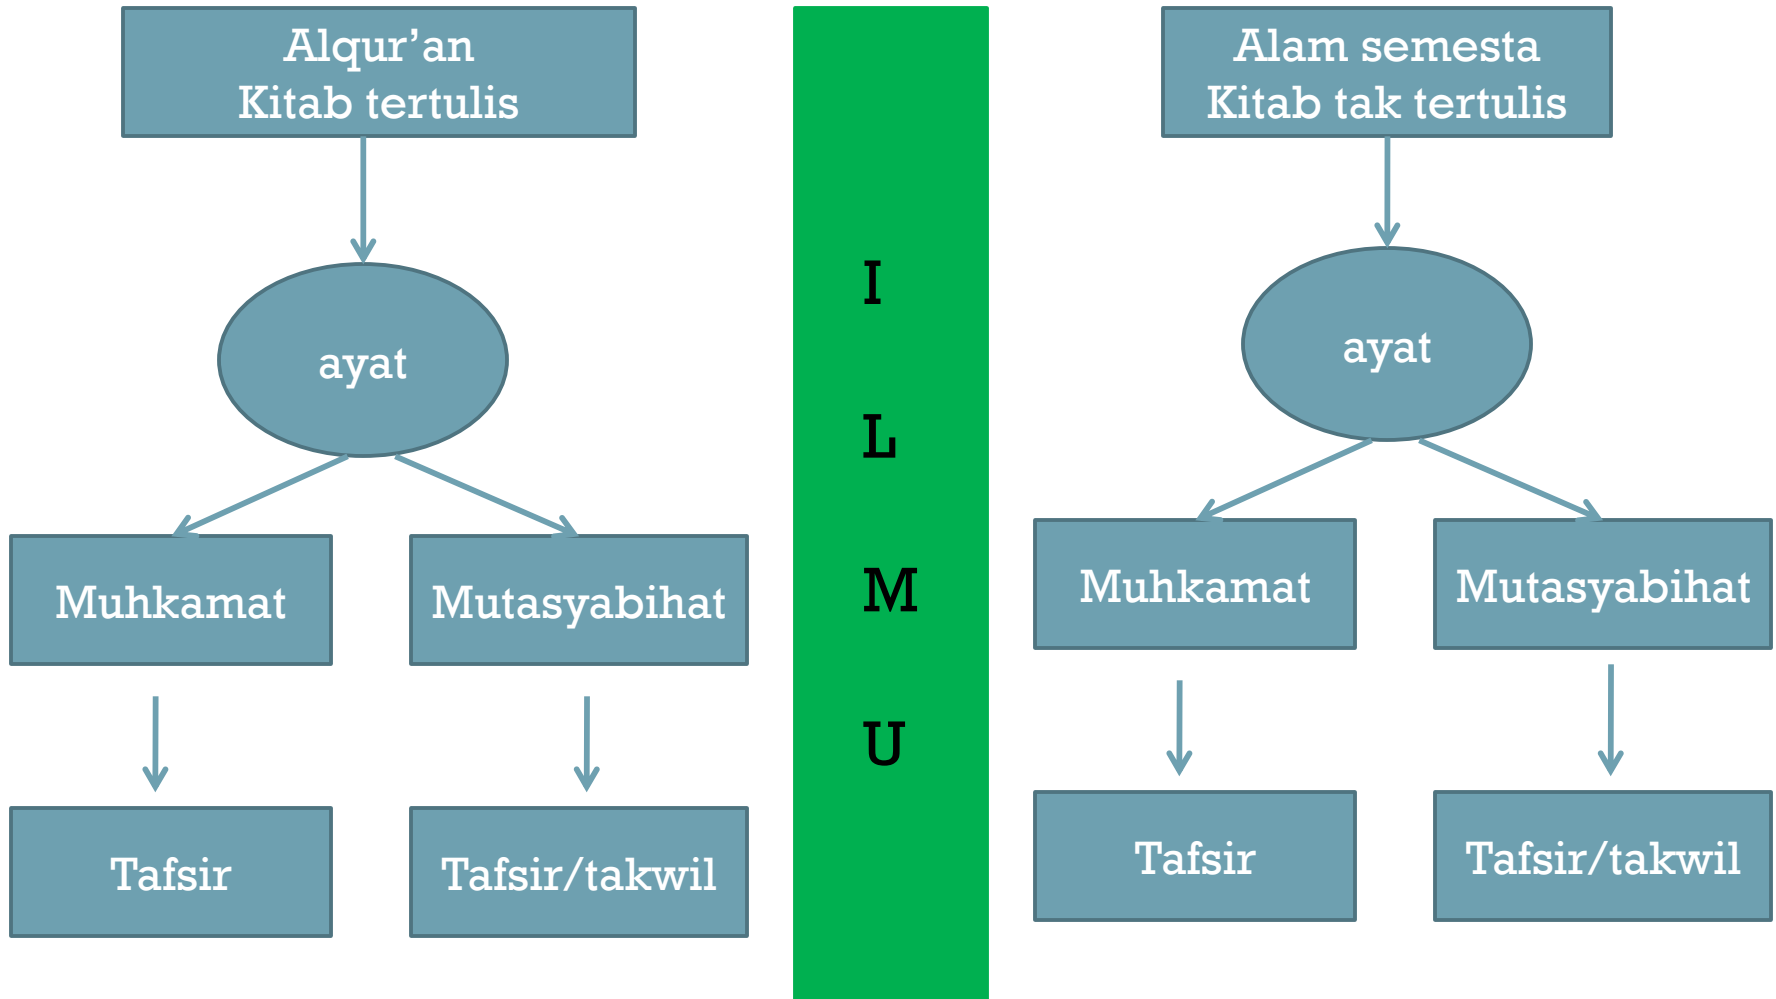 Alqur’an
Kitab tertulis
ayat
Muhkamat
Mutasyabihat
Tafsir
Tafsir/takwil
I
L
M
U
Alam semesta
Kitab tak tertulis
ayat
Muhkamat
Mutasyabihat
Tafsir
Tafsir/takwil